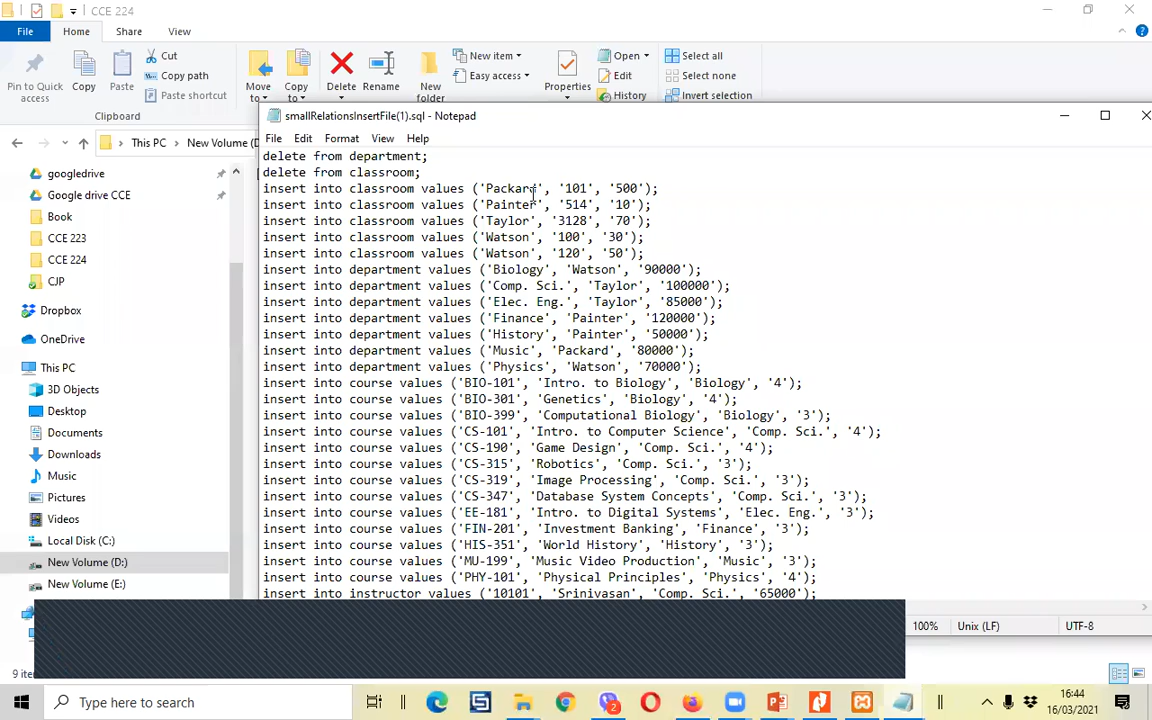 CCE 224
File Home Share View
Pin to Quick access
Copy
Paste
Cut
Copy path
Paste shortcut
Clipboard
Move to
Copy to
Delete
Rename
New folder
New item
Easy access
Properties
Open
Edit
History
Select all
Select none
Invert selection
This PC New Volume (D
googledrive
Google drive CCE
Book
CCE 223
CCE 224
CJP
Dropbox
OneDrive
This PC
3D Objects
Desktop
Documents
Downloads
Music
Pictures
Videos
Local Disk (C:)
New Volume (D:)
New Volume (E:)
smallRelationsInsertFile(1).sql - Notepad
File Edit Format View Help
delete from department;
delete from classroom;
insert into classroom values ('Packard', '101', '500');
insert into classroom values ('Painter', '514', '10');
insert into classroom values ('Taylor', '3128', '70');
insert into classroom values ('Watson', '100', '30');
insert into classroom values ('Watson', '120', '50');
insert into department values ('Biology', 'Watson', '90000');
insert into department values ('Comp. Sci.', 'Taylor', '100000');
insert into department values ('Elec. Eng.', 'Taylor', '85000');
insert into department values ('Finance', 'Painter', '120000');
insert into department values ('History', 'Painter', '50000');
insert into department values ('Music', 'Packard', '80000');
insert into department values ('Physics', 'Watson', '70000');
insert into course values ('BIO-101', 'Intro. to Biology', 'Biology', '4');
insert into course values ('BIO-301', 'Genetics', 'Biology', '4');
insert into course values ('BIO-399', 'Computational Biology', 'Biology', '3');
insert into course values ('CS-101', 'Intro. to Computer Science', 'Comp. Sci.', '4');
insert into course values ('CS-190', 'Game Design', 'Comp. Sci.', '4');
insert into course values ('CS-315', 'Robotics', 'Comp. Sci.', '3');
insert into course values ('CS-319', 'Image Processing', 'Comp. Sci.', '3');
insert into course values ('CS-347', 'Database System Concepts', 'Comp. Sci.', '3');
insert into course values ('EE-181', 'Intro. to Digital Systems', 'Elec. Eng.', '3');
insert into course values ('FIN-201', 'Investment Banking', 'Finance', '3');
insert into course values ('HIS-351', 'World History', 'History', '3');
insert into course values ('MU-199', 'Music Video Production', 'Music', '3');
insert into course values ('PHY-101', 'Physical Principles', 'Physics', '4');
insert into instructor values ('10101', 'Srinivasan', 'Comp. Sci.', '65000');
100% Unix (LF) UTF-8
9 ite
Type here to search
2
16:44
16/03/2021